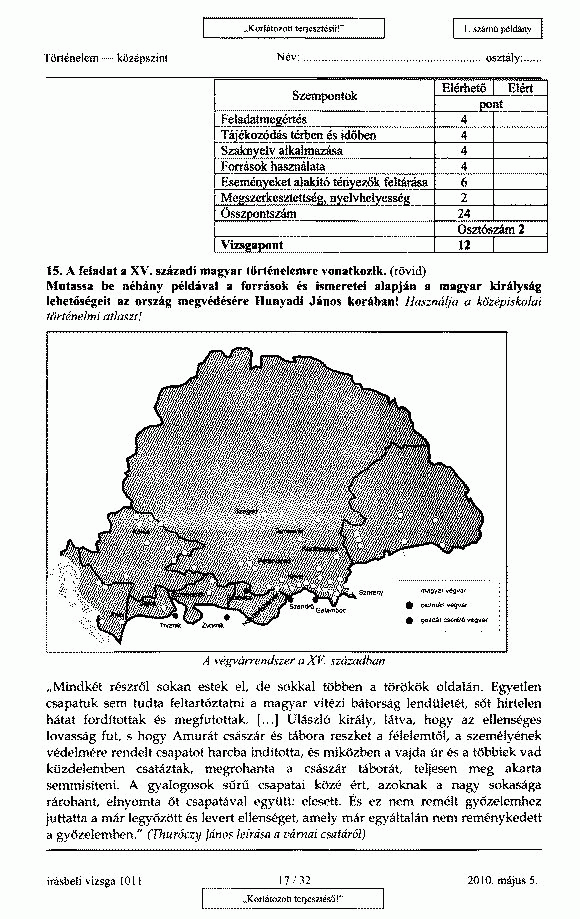 „Korlátozott terjesztésű!”
1. számú példány
Történelem — középszint
Név: ............................................................ osztály:......
Szempontok
Elérhető Elért
pont
Feladatmegértés 4
Tájékozódás térben és időben 4
Szaknyelv alkalmazása 4
Források használata 4
Eseményeket alakító tényezők feltárása 6
Megszerkesztettség, nyelvhelyesség 2
Összpontszám 24
Osztószám 2
Vizsgapont 12
15. A feladat a XV. századi magyar történelemre vonatkozik. (rövid)
Mutassa be néhány példával a források és ismeretei alapján a magyar királyság
lehetőségeit az ország megvédésére Hunyadi János korában! Használja a középiskolai
történelmi atlaszt!
Szörény
Szendrő
Galambóc
Zvornik
magyar végvár
oszmán végvár
gazdát cserélő végvár
A végvárrendszer a XV. században
„Mindkét részről sokan estek el, de sokkal többen a törökök oldalán. Egyetlen
csapatuk sem tudta feltartóztatni a magyar vitézi bátorság lendületét, sőt hirtelen
hátat fordítottak és megfutottak. [...] Ulászló király, látva, hogy az ellenséges
lovasság fut, s hogy Amurát császár és tábora reszket a félelemtől, a személyének
védelmére rendelt csapatot harcba indította, és miközben a vajda úr és a többiek vad
küzdelemben csatáztak, megrohanta a császár táborát, teljesen meg akarta
semmisíteni. A gyalogosok sűrű csapatai közé ért, azoknak a nagy sokasága
rárohant, elnyomta őt csapatával együtt: elesett. És ez nem remélt győzelemhez
juttatta a már legyőzött és levert ellenséget, amely már egyáltalán nem reménykedett
a győzelemben.” (Thuróczy János leírása a várnai csatáról)
írásbeli vizsga 1011
17 / 32
2010. május 5.
„Korlátozott terjesztésű!”